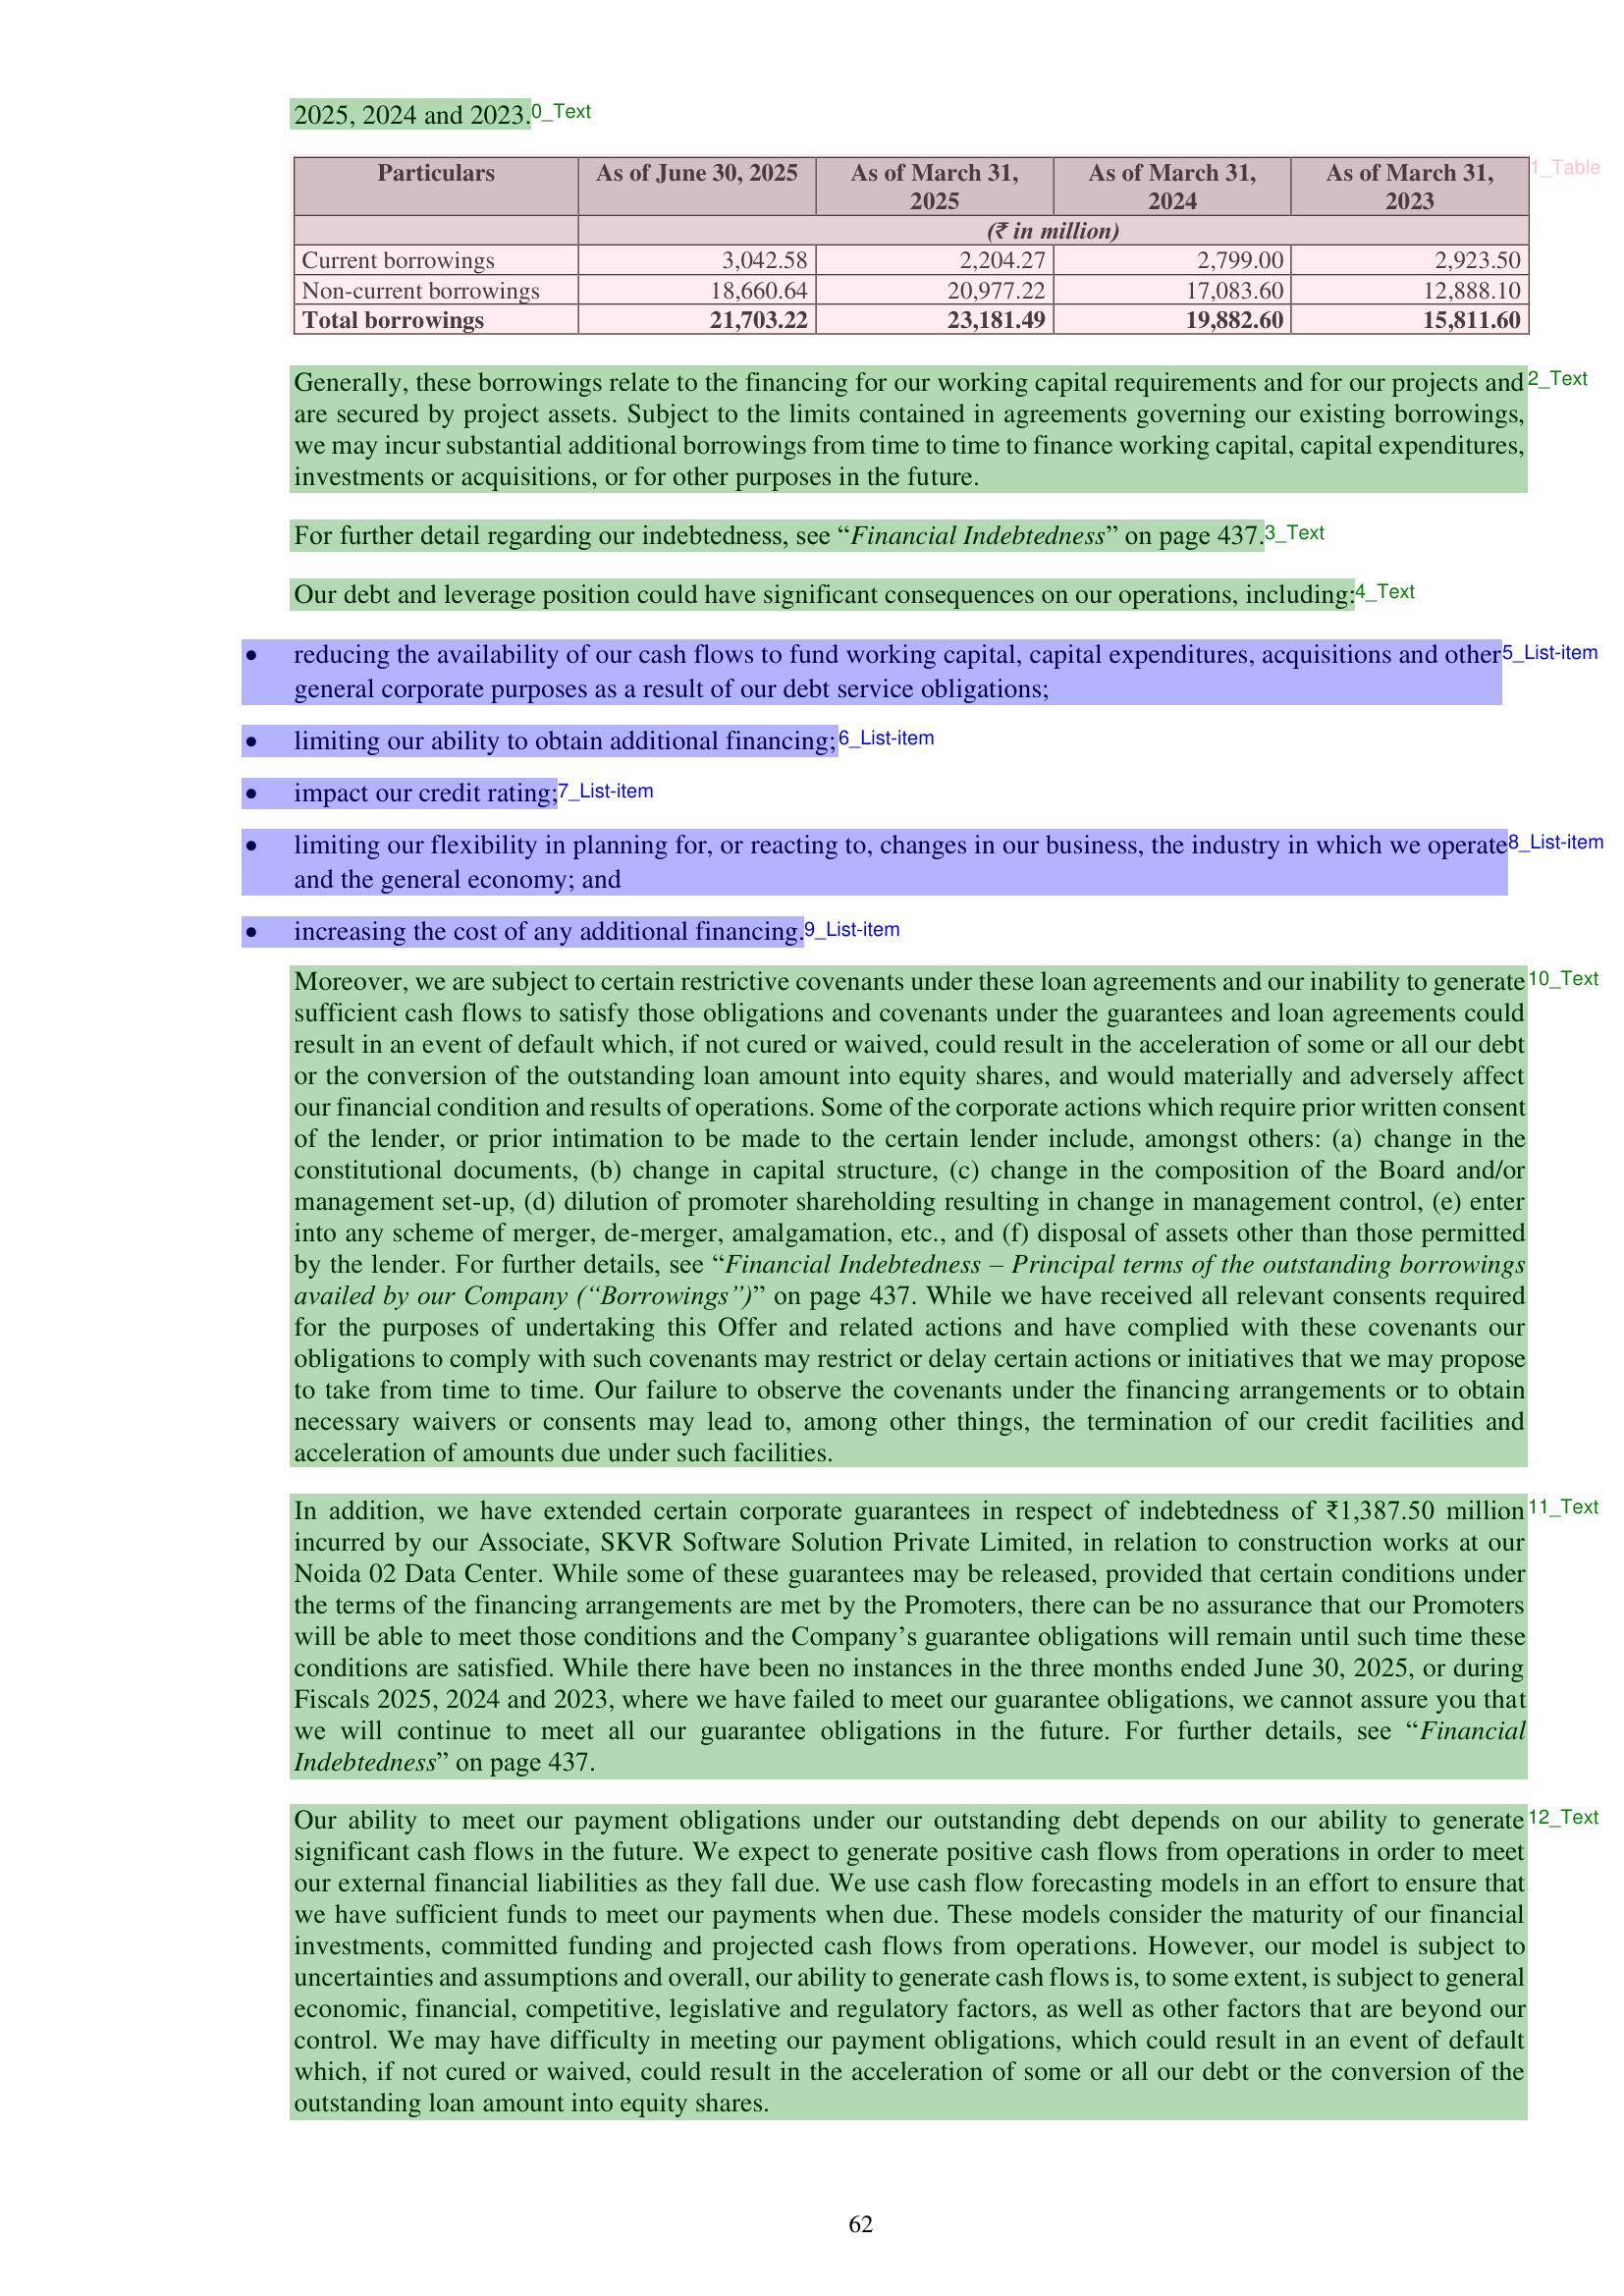 2025, 2024 and 2023.0_Text
Particulars As of June 30, 2025 As of March 31, 2025 As of March 31, 2024 As of March 31, 2023 1_Table
(₹ in million)
Current borrowings 3,042.58 2,204.27 2,799.00 2,923.50
Non-current borrowings 18,660.64 20,977.22 17,083.60 12,888.10
Total borrowings 21,703.22 23,181.49 19,882.60 15,811.60
Generally, these borrowings relate to the financing for our working capital requirements and for our projects and 2_Text
are secured by project assets. Subject to the limits contained in agreements governing our existing borrowings,
we may incur substantial additional borrowings from time to time to finance working capital, capital expenditures,
investments or acquisitions, or for other purposes in the future.
For further detail regarding our indebtedness, see “Financial Indebtedness” on page 437.3_Text
Our debt and leverage position could have significant consequences on our operations, including:4_Text
• reducing the availability of our cash flows to fund working capital, capital expenditures, acquisitions and other 5_List-item
general corporate purposes as a result of our debt service obligations;
• limiting our ability to obtain additional financing;6_List-item
• impact our credit rating;7_List-item
• limiting our flexibility in planning for, or reacting to, changes in our business, the industry in which we operate 8_List-item
and the general economy; and
• increasing the cost of any additional financing.9_List-item
Moreover, we are subject to certain restrictive covenants under these loan agreements and our inability to generate 10_Text
sufficient cash flows to satisfy those obligations and covenants under the guarantees and loan agreements could
result in an event of default which, if not cured or waived, could result in the acceleration of some or all our debt
or the conversion of the outstanding loan amount into equity shares, and would materially and adversely affect
our financial condition and results of operations. Some of the corporate actions which require prior written consent
of the lender, or prior intimation to be made to the certain lender include, amongst others: (a) change in the
constitutional documents, (b) change in capital structure, (c) change in the composition of the Board and/or
management set-up, (d) dilution of promoter shareholding resulting in change in management control, (e) enter
into any scheme of merger, de-merger, amalgamation, etc., and (f) disposal of assets other than those permitted
by the lender. For further details, see “Financial Indebtedness – Principal terms of the outstanding borrowings
availed by our Company (“Borrowings”)” on page 437. While we have received all relevant consents required
for the purposes of undertaking this Offer and related actions and have complied with these covenants our
obligations to comply with such covenants may restrict or delay certain actions or initiatives that we may propose
to take from time to time. Our failure to observe the covenants under the financing arrangements or to obtain
necessary waivers or consents may lead to, among other things, the termination of our credit facilities and
acceleration of amounts due under such facilities.
In addition, we have extended certain corporate guarantees in respect of indebtedness of ₹1,387.50 million 11_Text
incurred by our Associate, SKVR Software Solution Private Limited, in relation to construction works at our
Noida 02 Data Center. While some of these guarantees may be released, provided that certain conditions under
the terms of the financing arrangements are met by the Promoters, there can be no assurance that our Promoters
will be able to meet those conditions and the Company’s guarantee obligations will remain until such time these
conditions are satisfied. While there have been no instances in the three months ended June 30, 2025, or during
Fiscals 2025, 2024 and 2023, where we have failed to meet our guarantee obligations, we cannot assure you that
we will continue to meet all our guarantee obligations in the future. For further details, see “Financial
Indebtedness” on page 437.
Our ability to meet our payment obligations under our outstanding debt depends on our ability to generate 12_Text
significant cash flows in the future. We expect to generate positive cash flows from operations in order to meet
our external financial liabilities as they fall due. We use cash flow forecasting models in an effort to ensure that
we have sufficient funds to meet our payments when due. These models consider the maturity of our financial
investments, committed funding and projected cash flows from operations. However, our model is subject to
uncertainties and assumptions and overall, our ability to generate cash flows is, to some extent, is subject to general
economic, financial, competitive, legislative and regulatory factors, as well as other factors that are beyond our
control. We may have difficulty in meeting our payment obligations, which could result in an event of default
which, if not cured or waived, could result in the acceleration of some or all our debt or the conversion of the
outstanding loan amount into equity shares.
62